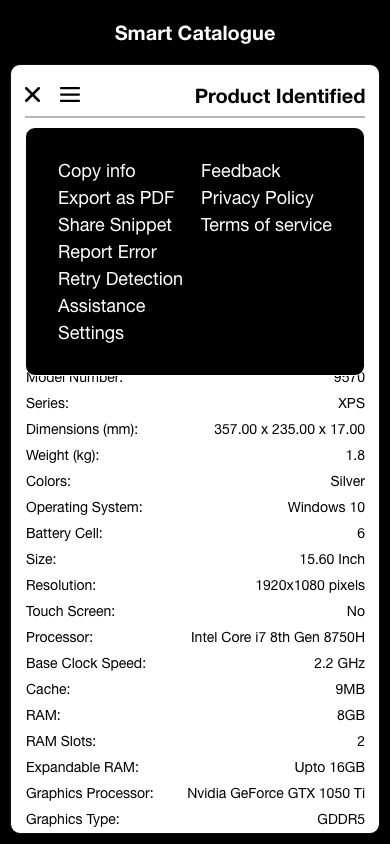 Smart Catalogue
Product Identified
Copy info
Export as PDF
Share Snippet
Report Error
Retry Detection
Assistance
Settings
Feedback
Privacy Policy
Terms of service
Model Number: 9570
Series: XPS
Dimensions (mm): 357.00 x 235.00 x 17.00
Weight (kg): 1.8
Colors: Silver
Operating System: Windows 10
Battery Cell: 6
Size: 15.60 Inch
Resolution: 1920x1080 pixels
Touch Screen: No
Processor: Intel Core i7 8th Gen 8750H
Base Clock Speed: 2.2 GHz
Cache: 9MB
RAM: 8GB
RAM Slots: 2
Expandable RAM: Upto 16GB
Graphics Processor: Nvidia GeForce GTX 1050 Ti
Graphics Type: GDDR5